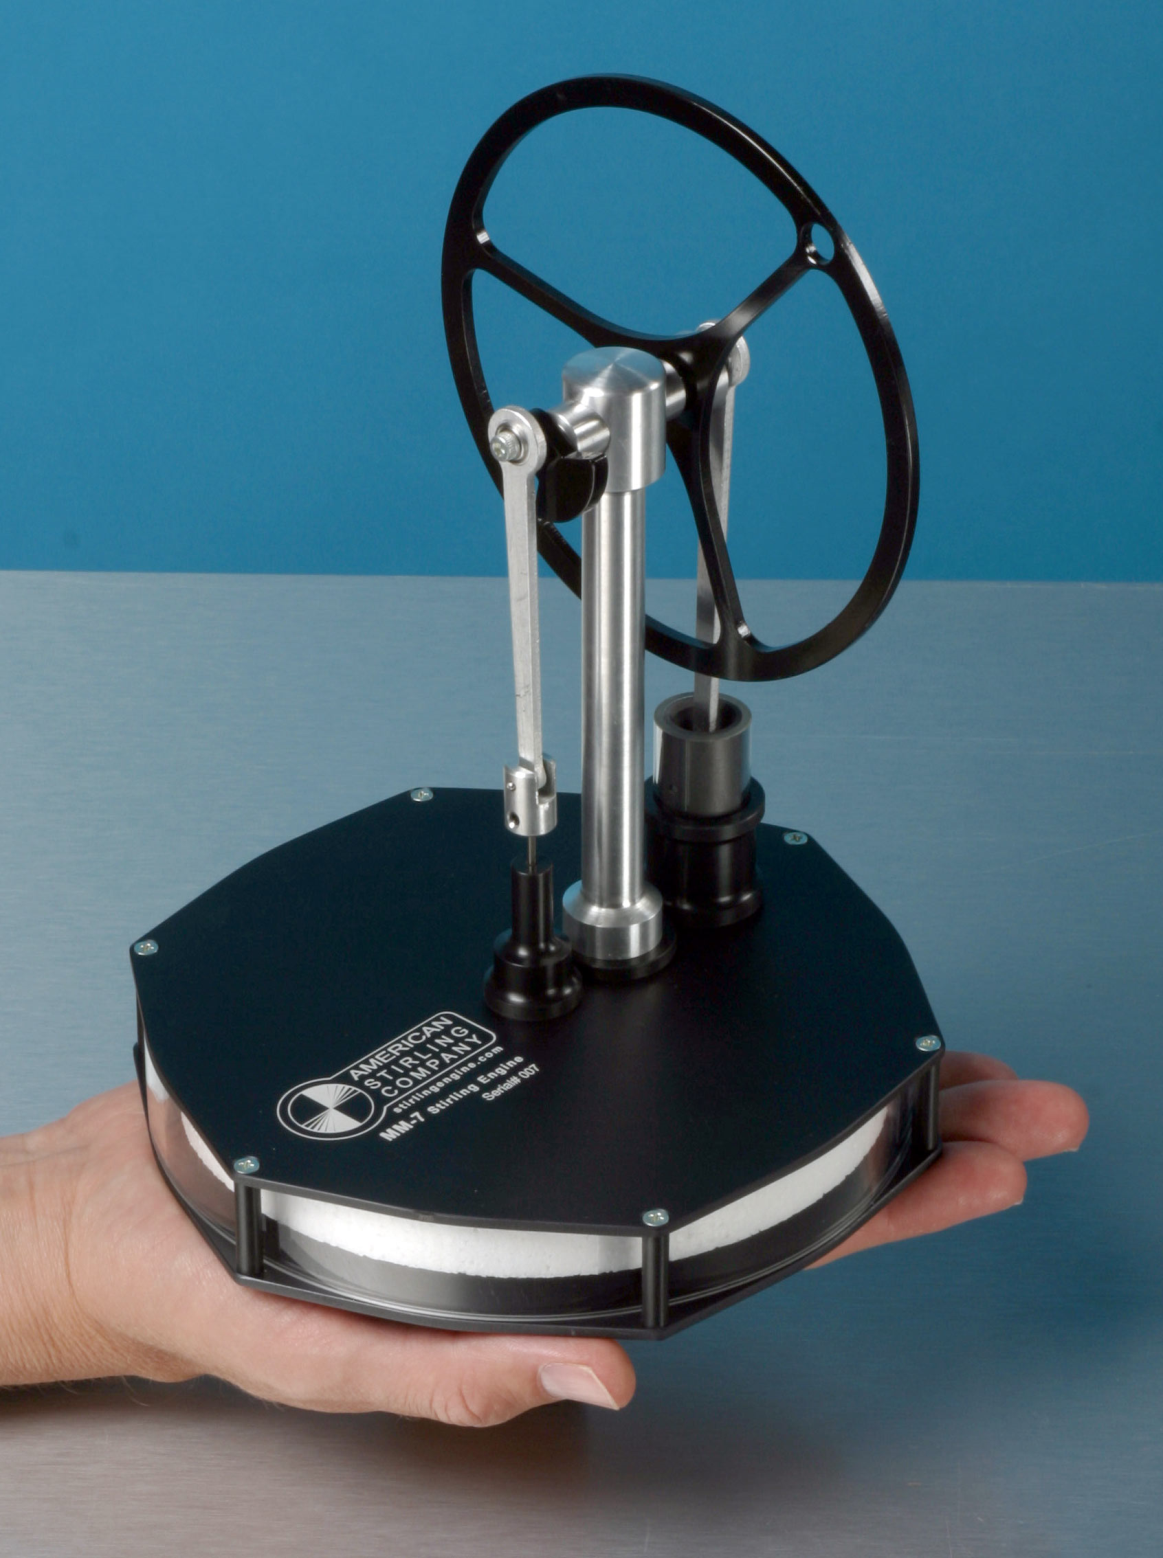 AMERICAN
STIRLING
COMPANY
stirlingengine.com
MM-7 Stirling Engine
Serial# 007